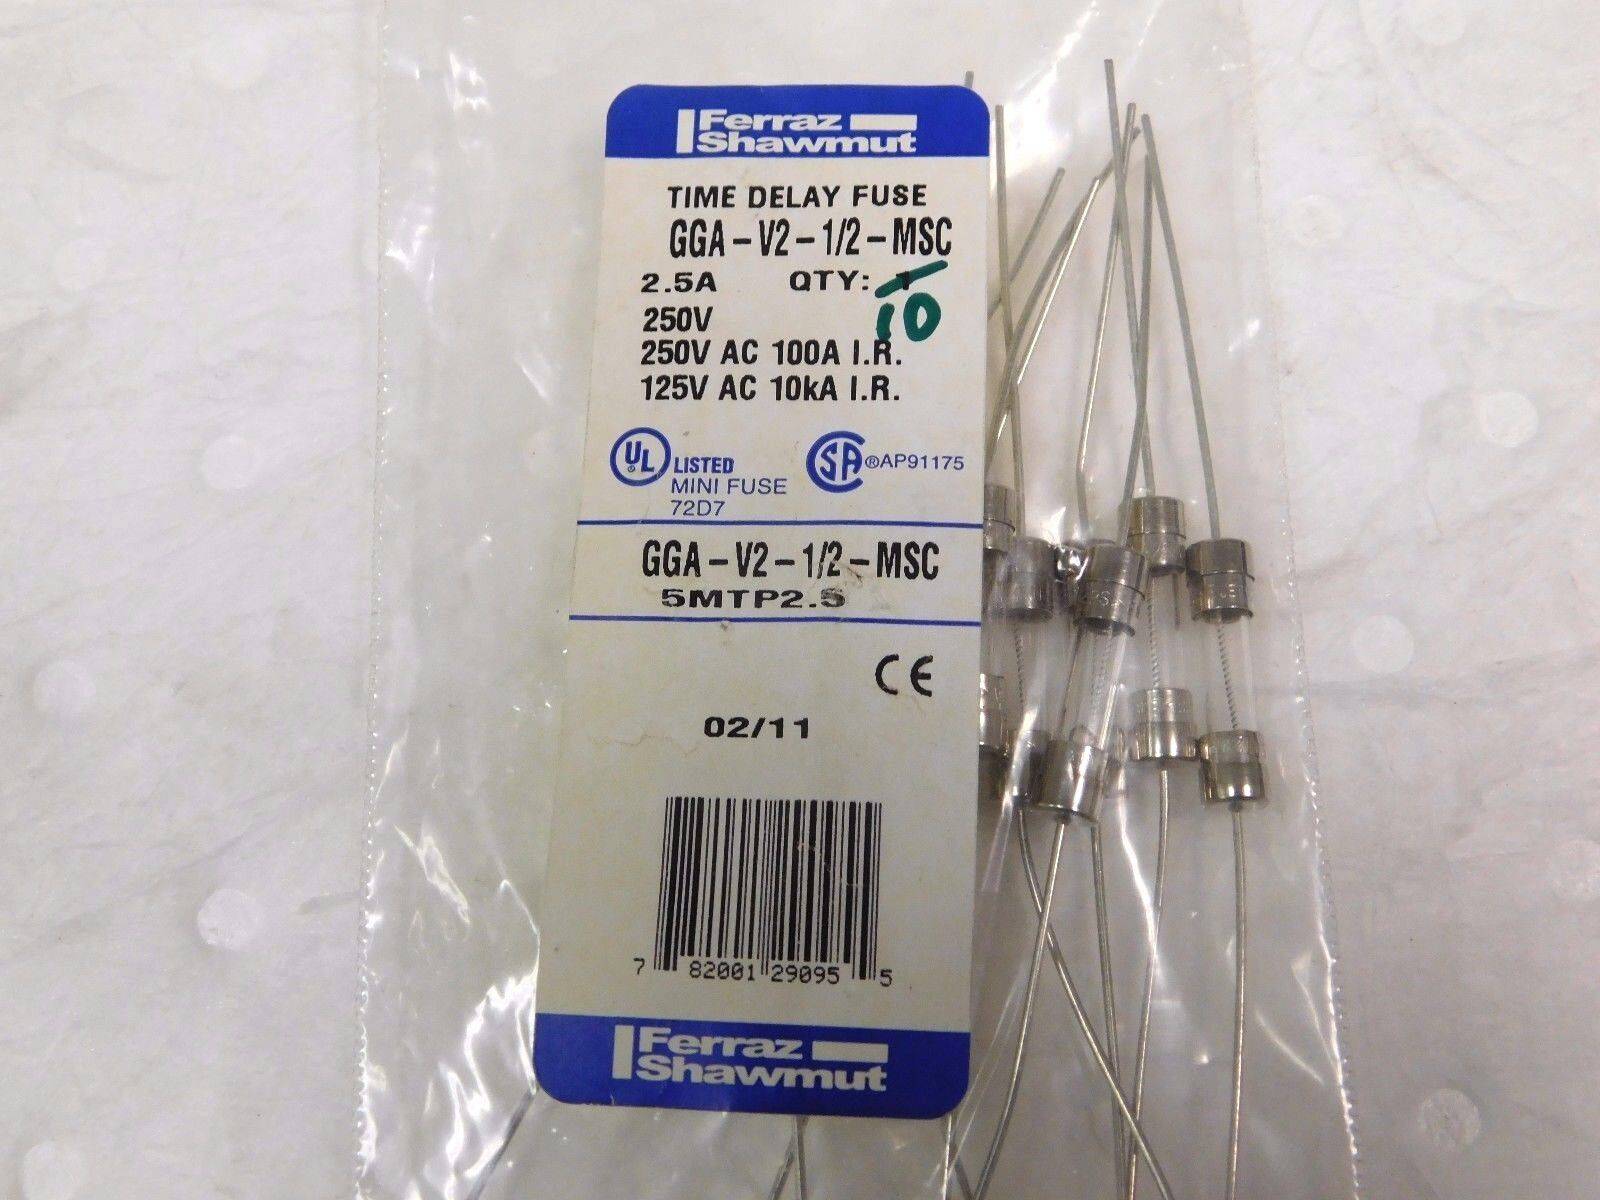 Ferraz
Shawmut
TIME DELAY FUSE
GGA-V2-1/2-MSC
2.5A QTY: 1
10
250V
250V AC 100A I.R.
125V AC 10kA I.R.
UL LISTED
MINI FUSE
72D7
SA ®AP91175
GGA-V2-1/2-MSC
5MTP2.5
CE
02/11
7 82001 29095 5
Ferraz
Shawmut